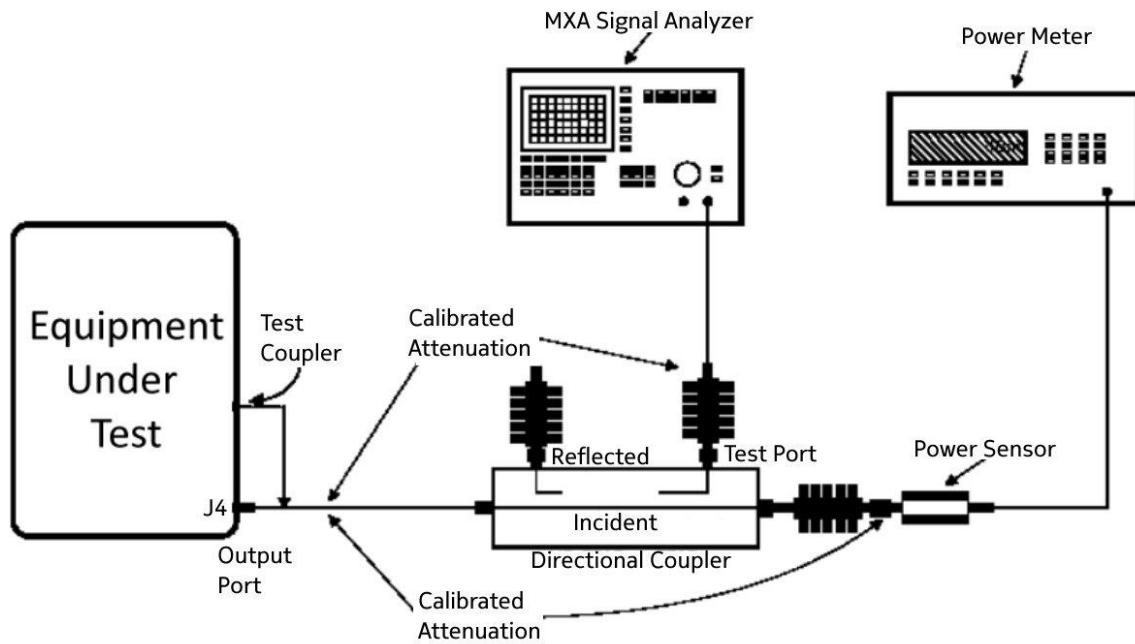 MXA Signal Analyzer
Power Meter
Equipment
Under
Test
Test
Coupler
Calibrated
Attenuation
Reflected
Test Port
Power Sensor
J4
Incident
Output
Port
Directional Coupler
Calibrated
Attenuation